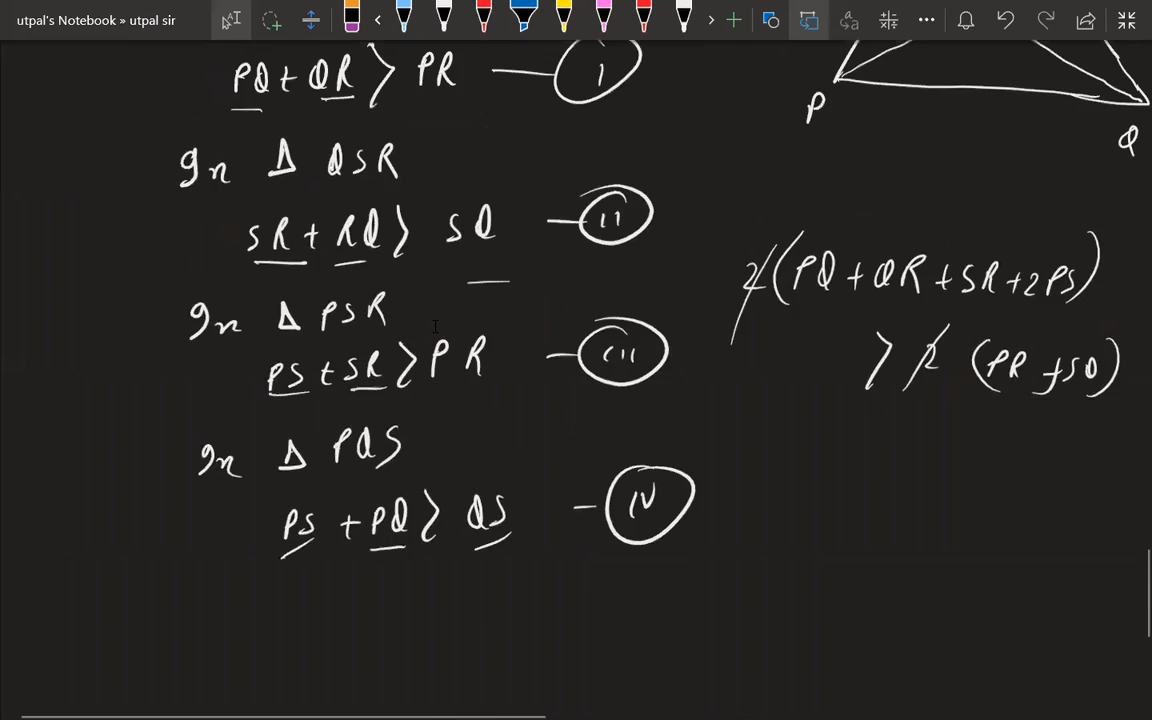 utpal's Notebook » utpal sir
PQ + QR > PR — I
P
Q
In Δ QSR
SR + RQ > SQ — II
2(PQ + QR + SR + 2PS)
> 2 (PR + SQ)
In Δ PSR
PS + SR > PR — III
In Δ PQS
PS + PQ > QS — IV